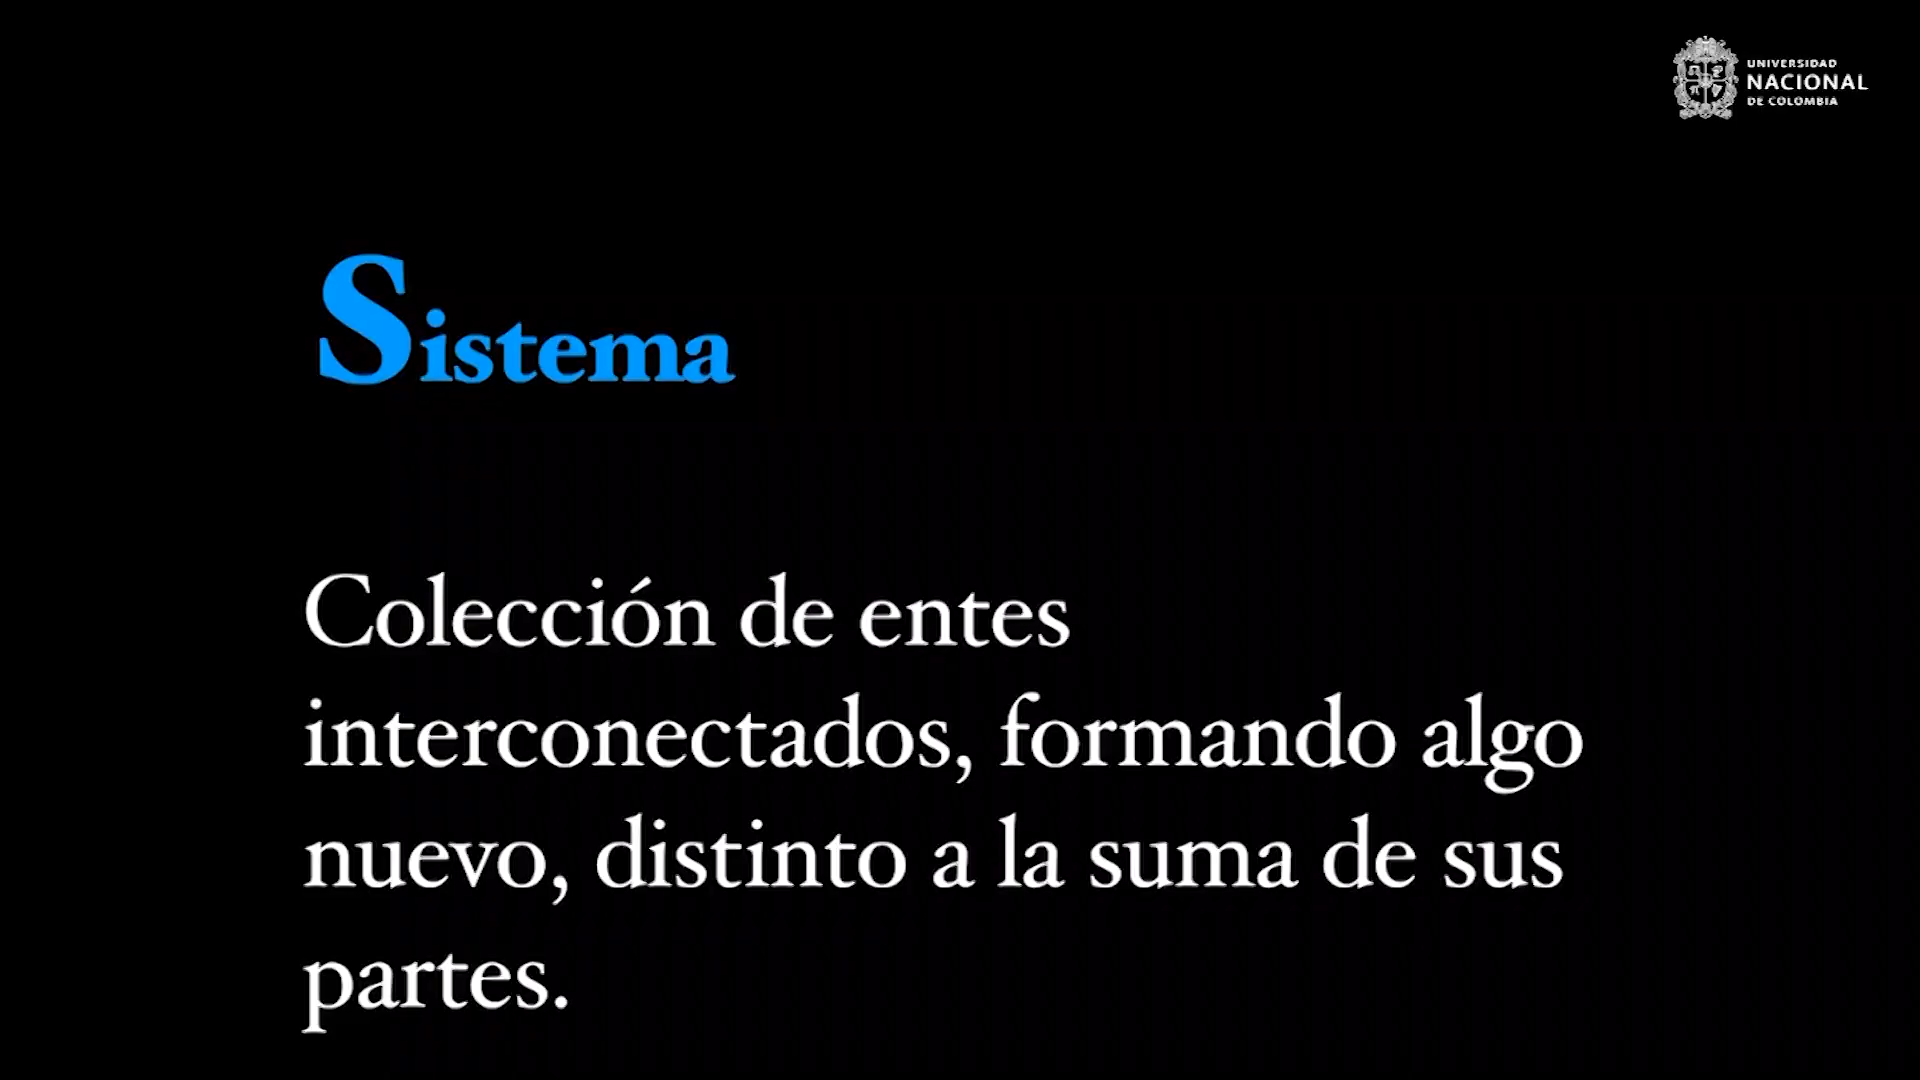 UNIVERSIDAD
NACIONAL
DE COLOMBIA
Sistema
Colección de entes
interconectados, formando algo
nuevo, distinto a la suma de sus
partes.